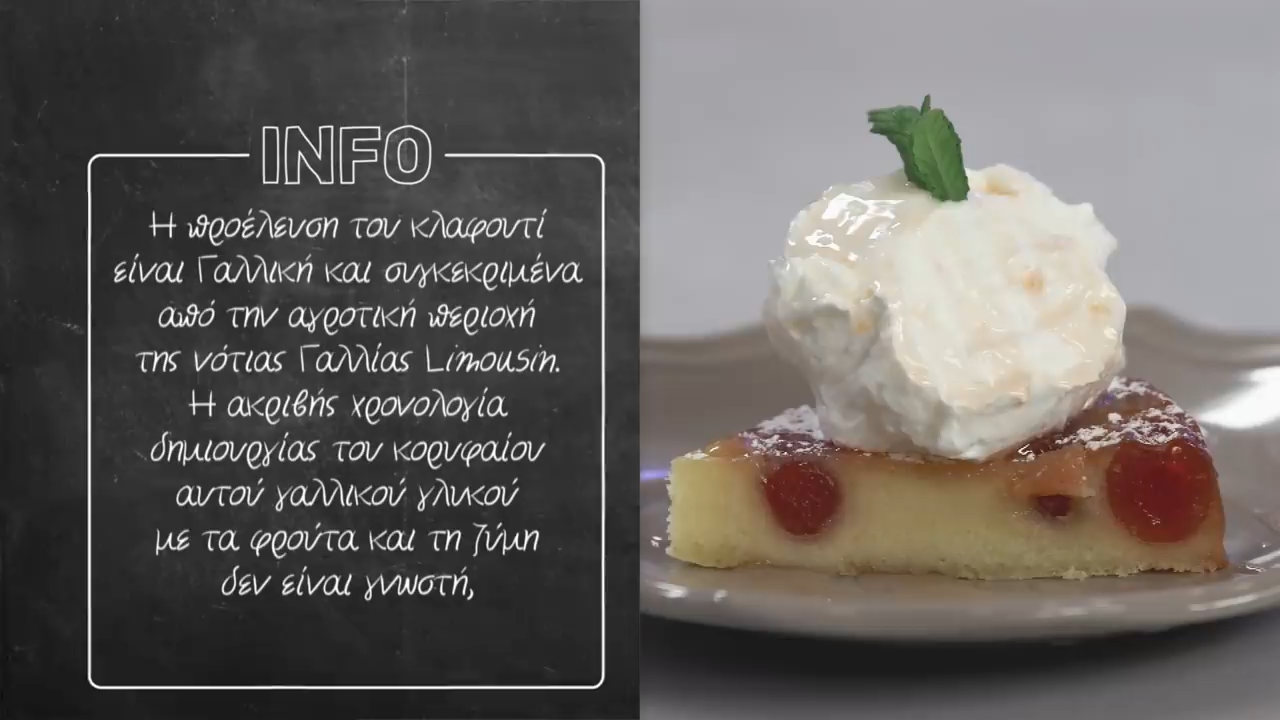 INFO
Η προέλευση του κλαφουτί
είναι Γαλλική και συγκεκριμένα
από την αγροτική περιοχή
της νότιας Γαλλίας Limousin.
Η ακριβής χρονολογία
δημιουργίας του κορυφαίου
αυτού γαλλικού γλυκού
με τα φρούτα και τη ζύμη
δεν είναι γνωστή,